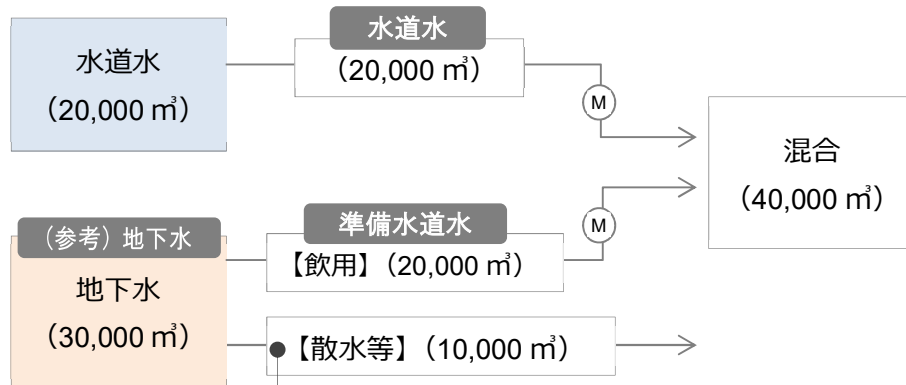 水道水
（20,000 ㎥）
水道水
（20,000 ㎥）
M
混合
（40,000 ㎥）
（参考）地下水
地下水
（30,000 ㎥）
準備水道水
【飲用】（20,000 ㎥）
M
【散水等】（10,000 ㎥）